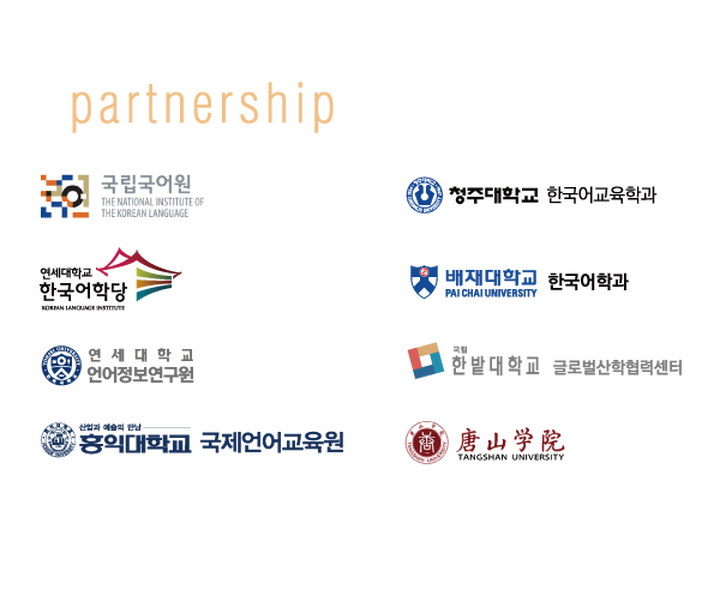 partnership
국립국어원
THE NATIONAL INSTITUTE OF
THE KOREAN LANGUAGE
연세대학교
한국어학당
KOREAN LANGUAGE INSTITUTE
연세대학교
언어정보연구원
산업과 예술의 만남
홍익대학교 국제언어교육원
청주대학교 한국어교육학과
배재대학교 한국어학과
PAI CHAI UNIVERSITY
국립
한밭대학교 글로벌산학협력센터
唐山学院
TANGSHAN UNIVERSITY